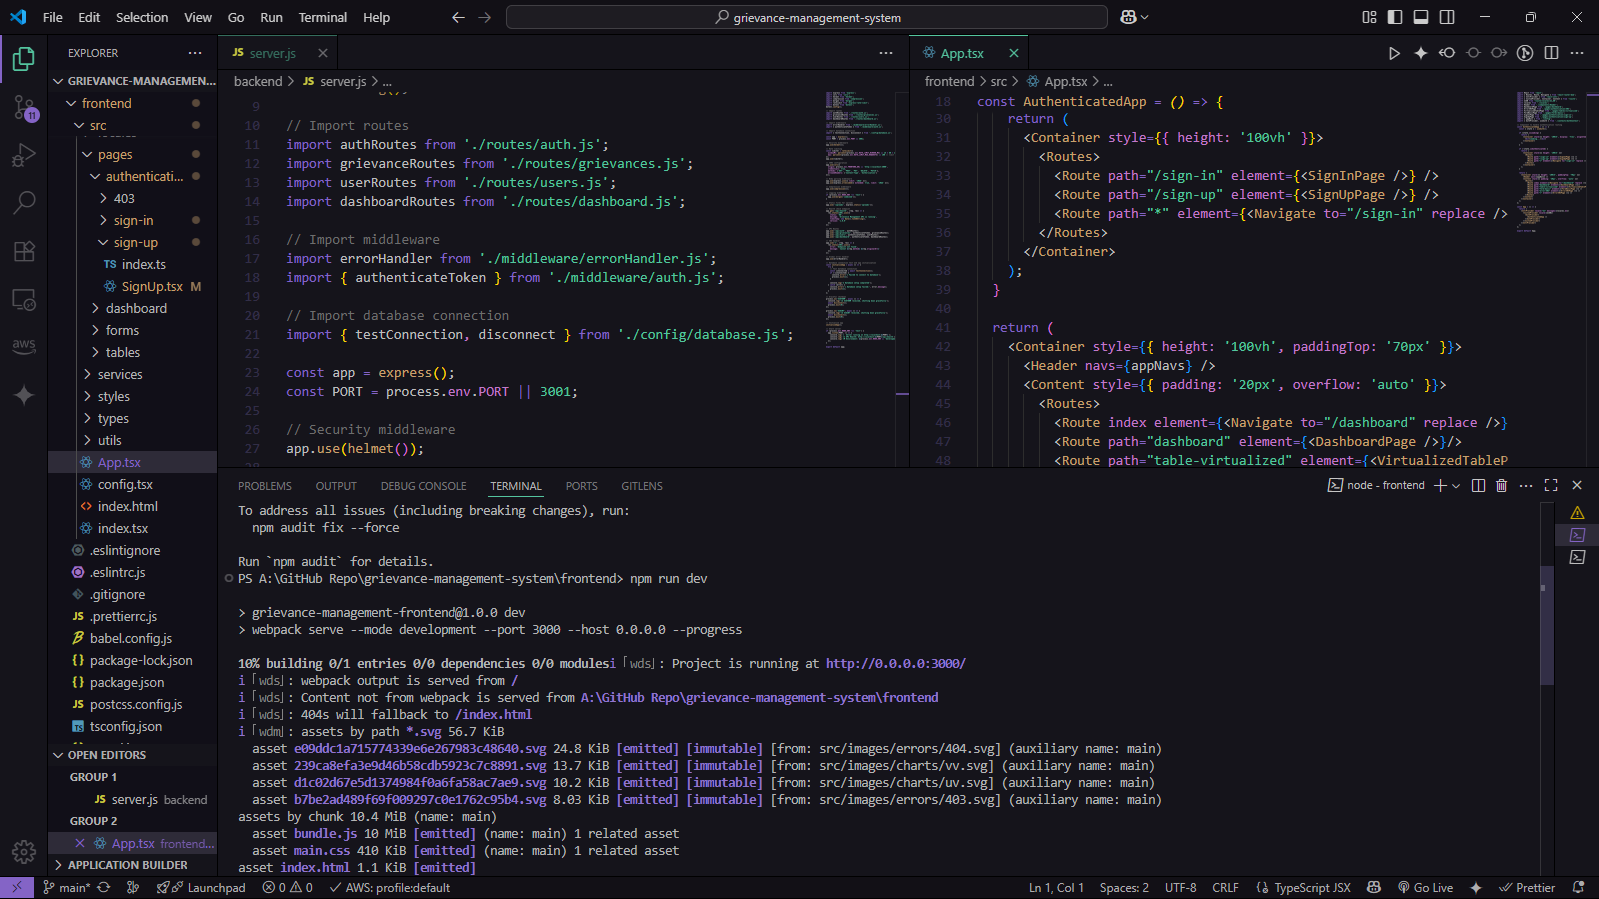 File Edit Selection View Go Run Terminal Help
grievance-management-system
EXPLORER
GRIEVANCE-MANAGEMEN...
frontend
src
pages
authenticati...
403
sign-in
sign-up
TS index.ts
SignUp.tsx M
dashboard
forms
tables
services
styles
types
utils
App.tsx
config.tsx
index.html
index.tsx
.eslintignore
.eslintrc.js
.gitignore
JS .prettierrc.js
babel.config.js
{} package-lock.json
{} package.json
JS postcss.config.js
TS tsconfig.json
OPEN EDITORS
GROUP 1
JS server.js backend
GROUP 2
App.tsx frontend...
APPLICATION BUILDER
11
aws
JS server.js
backend > JS server.js > ...
9
10 // Import routes
11 import authRoutes from './routes/auth.js';
12 import grievanceRoutes from './routes/grievances.js';
13 import userRoutes from './routes/users.js';
14 import dashboardRoutes from './routes/dashboard.js';
15
16 // Import middleware
17 import errorHandler from './middleware/errorHandler.js';
18 import { authenticateToken } from './middleware/auth.js';
19
20 // Import database connection
21 import { testConnection, disconnect } from './config/database.js';
22
23 const app = express();
24 const PORT = process.env.PORT || 3001;
25
26 // Security middleware
27 app.use(helmet());
App.tsx
frontend > src > App.tsx > ...
18 const AuthenticatedApp = () => {
30 return (
31 <Container style={{ height: '100vh' }}>
32 <Routes>
33 <Route path="/sign-in" element={<SignInPage />} />
34 <Route path="/sign-up" element={<SignUpPage />} />
35 <Route path="*" element={<Navigate to="/sign-in" replace />
36 </Routes>
37 </Container>
38 );
39 }
40
41 return (
42 <Container style={{ height: '100vh', paddingTop: '70px' }}>
43 <Header navs={appNavs} />
44 <Content style={{ padding: '20px', overflow: 'auto' }}>
45 <Routes>
46 <Route index element={<Navigate to="/dashboard" replace />}
47 <Route path="dashboard" element={<DashboardPage />}/>
48 <Route path="table-virtualized" element={<VirtualizedTableP
PROBLEMS OUTPUT DEBUG CONSOLE TERMINAL PORTS GITLENS
node - frontend
To address all issues (including breaking changes), run:
npm audit fix --force
Run `npm audit` for details.
PS A:\GitHub Repo\grievance-management-system\frontend> npm run dev
> grievance-management-frontend@1.0.0 dev
> webpack serve --mode development --port 3000 --host 0.0.0.0 --progress
10% building 0/1 entries 0/0 dependencies 0/0 modulesi ｢wds｣: Project is running at http://0.0.0.0:3000/
i ｢wds｣: webpack output is served from /
i ｢wds｣: Content not from webpack is served from A:\GitHub Repo\grievance-management-system\frontend
i ｢wds｣: 404s will fallback to /index.html
i ｢wdm｣: assets by path *.svg 56.7 KiB
asset e09ddc1a715774339e6e267983c48640.svg 24.8 KiB [emitted] [immutable] [from: src/images/errors/404.svg] (auxiliary name: main)
asset 239ca8efa3e9d46b58cdb5923c7c8891.svg 13.7 KiB [emitted] [immutable] [from: src/images/charts/vv.svg] (auxiliary name: main)
asset d1c02d67e5d1374984f0a6fa58ac7ae9.svg 10.2 KiB [emitted] [immutable] [from: src/images/charts/uv.svg] (auxiliary name: main)
asset b7be2ad489f69f009297c0e1762c95b4.svg 8.03 KiB [emitted] [immutable] [from: src/images/errors/403.svg] (auxiliary name: main)
assets by chunk 10.4 MiB (name: main)
asset bundle.js 10 MiB [emitted] (name: main) 1 related asset
asset main.css 410 KiB [emitted] (name: main) 1 related asset
asset index.html 1.1 KiB [emitted]
main* Launchpad 0 0 AWS: profile:default
Ln 1, Col 1 Spaces: 2 UTF-8 CRLF {} TypeScript JSX Go Live Prettier